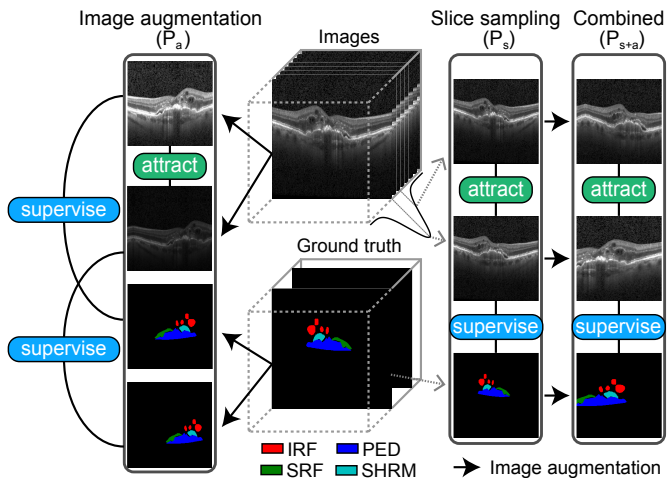 Image augmentation
(Pa)
Images
Slice sampling
(Ps)
Combined
(Ps+a)
attract
supervise
attract
attract
Ground truth
supervise
supervise
supervise
IRF
PED
SRF
SHRM
Image augmentation